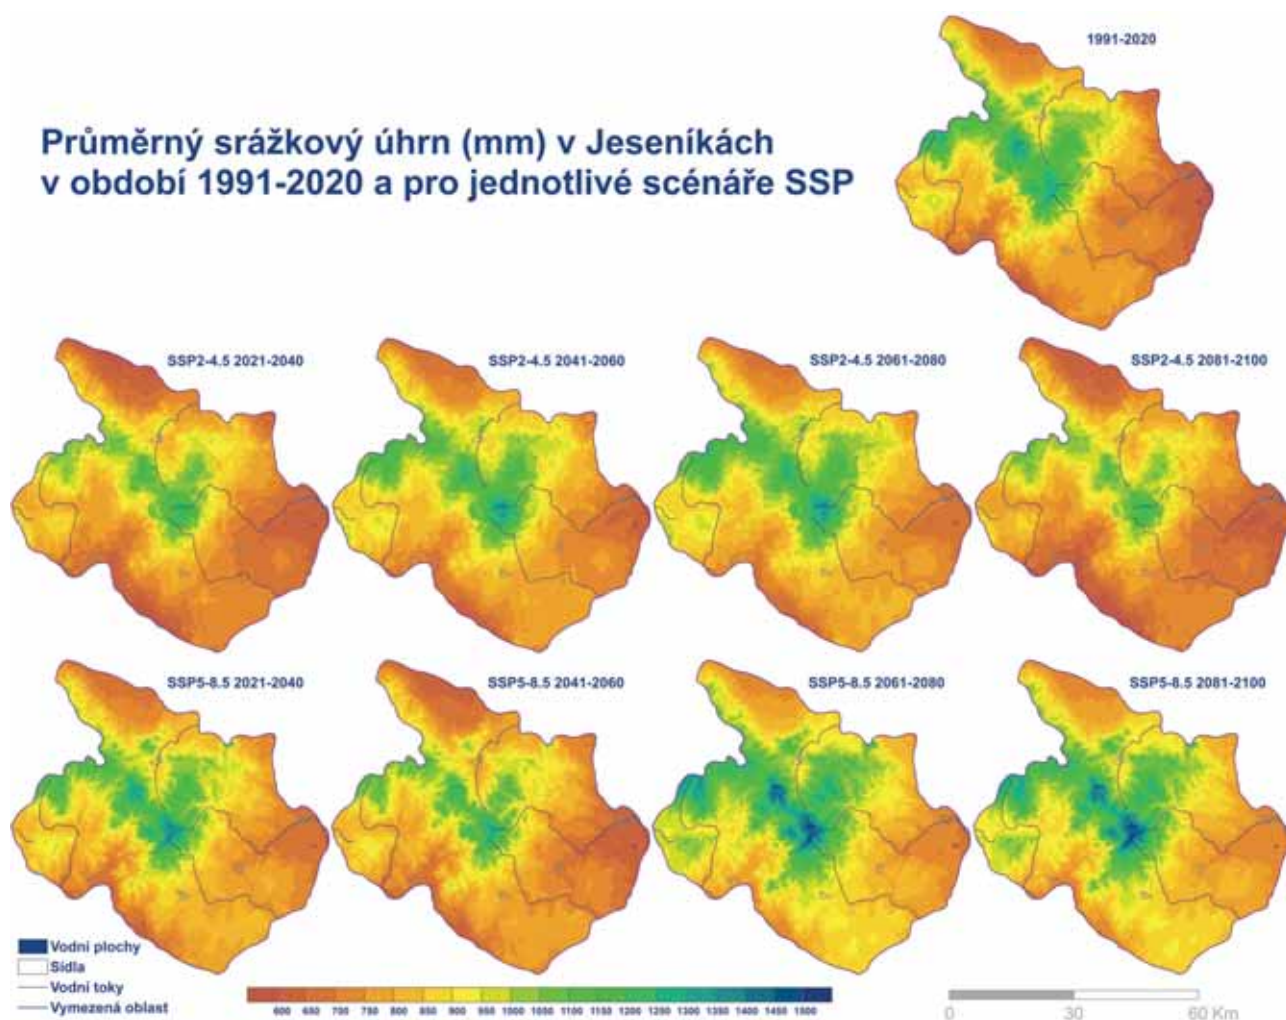 1991-2020
Průměrný srážkový úhrn (mm) v Jeseníkách
v období 1991-2020 a pro jednotlivé scénáře SSP
SSP2-4.5 2021-2040
SSP2-4.5 2041-2060
SSP2-4.5 2061-2080
SSP2-4.5 2081-2100
SSP5-8.5 2021-2040
SSP5-8.5 2041-2060
SSP5-8.5 2061-2080
SSP5-8.5 2081-2100
Vodní plochy
Sídla
Vodní toky
Vymezená oblast
600 650 700 750 800 850 900 950 1000 1050 1100 1150 1200 1250 1300 1350 1400 1450 1500
0 30 60 Km